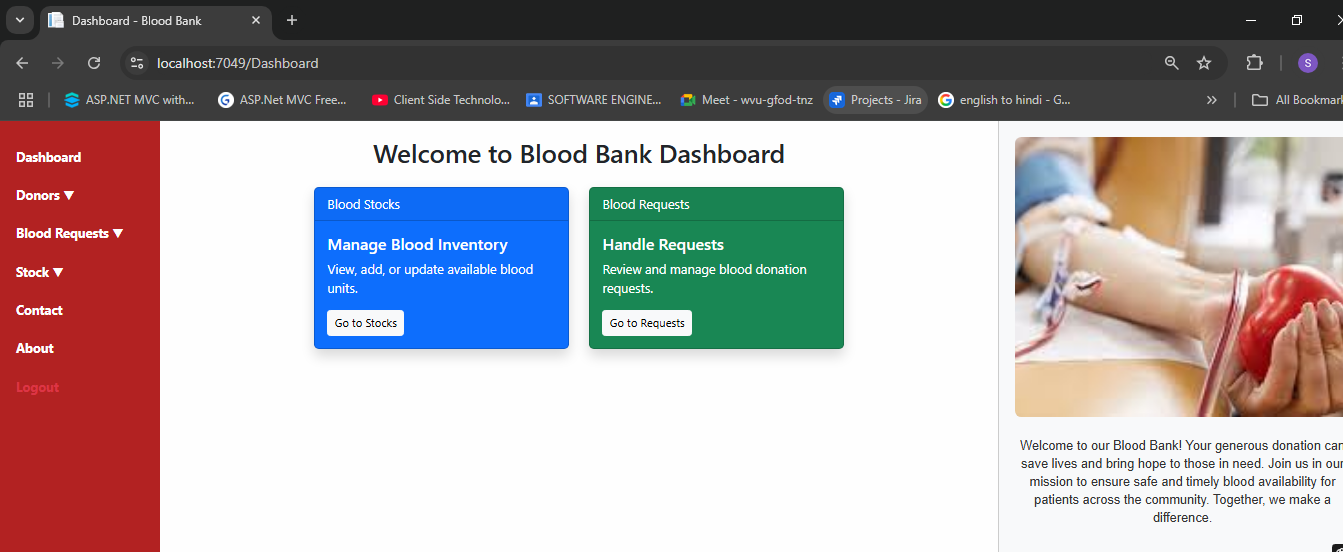 Dashboard - Blood Bank
localhost:7049/Dashboard
ASP.NET MVC with...
ASP.Net MVC Free...
Client Side Technolo...
SOFTWARE ENGINE...
Meet - wvu-gfod-tnz
Projects - Jira
english to hindi - G...
All Bookmar
S
Dashboard
Donors ▼
Blood Requests ▼
Stock ▼
Contact
About
Logout
Welcome to Blood Bank Dashboard
Blood Stocks
Manage Blood Inventory
View, add, or update available blood
units.
Go to Stocks
Blood Requests
Handle Requests
Review and manage blood donation
requests.
Go to Requests
Welcome to our Blood Bank! Your generous donation can
save lives and bring hope to those in need. Join us in our
mission to ensure safe and timely blood availability for
patients across the community. Together, we make a
difference.